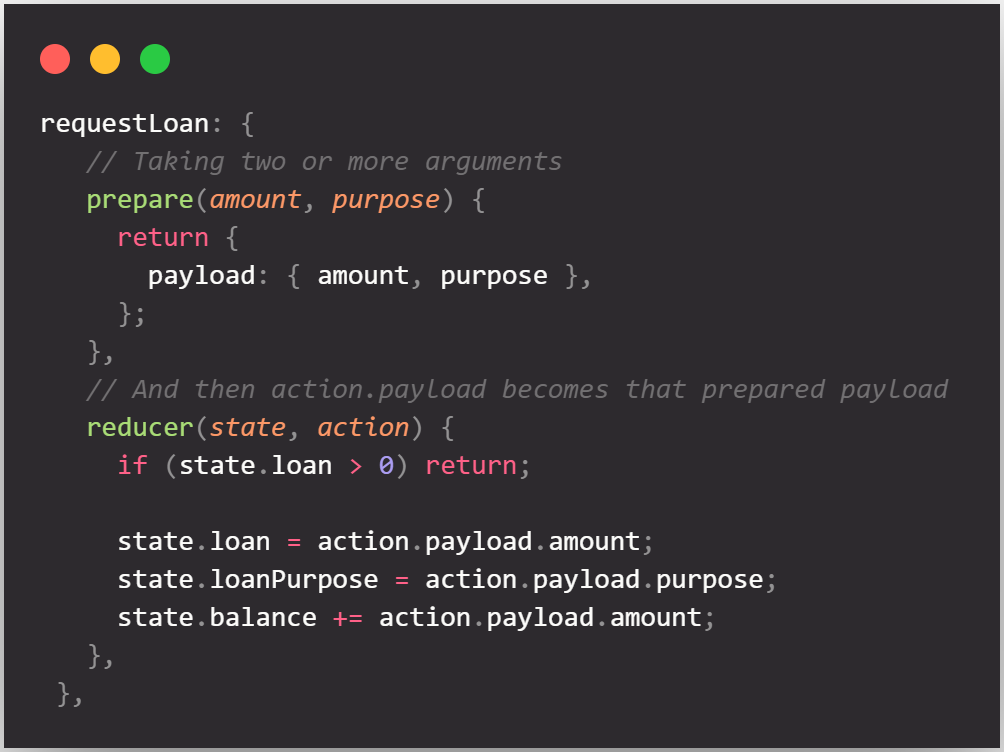 requestLoan: {
   // Taking two or more arguments
   prepare(amount, purpose) {
     return {
       payload: { amount, purpose },
     };
   },
   // And then action.payload becomes that prepared payload
   reducer(state, action) {
     if (state.loan > 0) return;

     state.loan = action.payload.amount;
     state.loanPurpose = action.payload.purpose;
     state.balance += action.payload.amount;
   },
 },